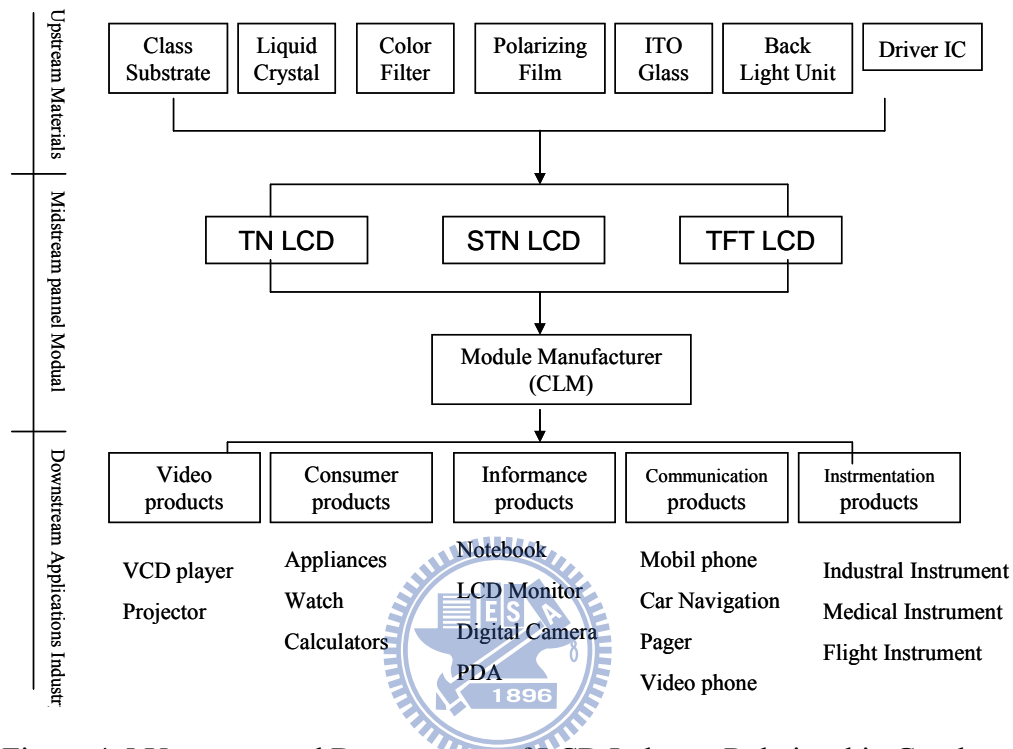 Upstream Materials
Class
Substrate
Liquid
Crystal
Color
Filter
Polarizing
Film
ITO
Glass
Back
Light Unit
Driver IC
Midstream pannel Modual
TN LCD
STN LCD
TFT LCD
Module Manufacturer
(CLM)
Downstream Applications Industr
Video
products
VCD player
Projector
Consumer
products
Appliances
Watch
Calculators
Informance
products
Notebook
LCD Monitor
Digital Camera
PDA
Communication
products
Mobil phone
Car Navigation
Pager
Video phone
Instrmentation
products
Industral Instrument
Medical Instrument
Flight Instrument
IESA
1896